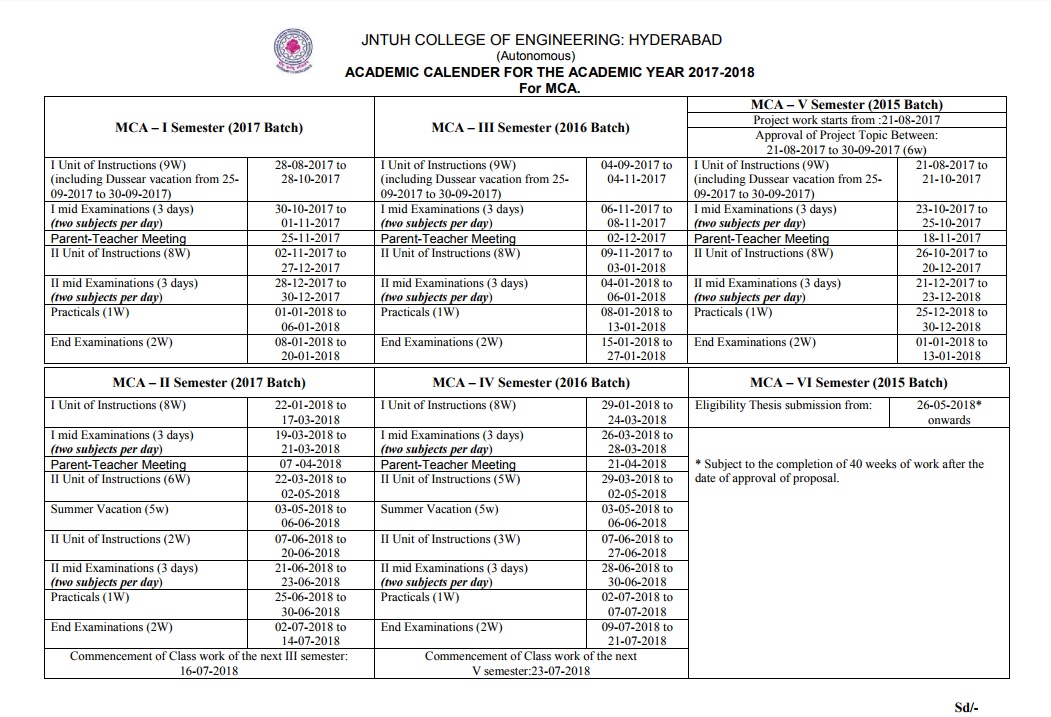 JNTUH COLLEGE OF ENGINEERING: HYDERABAD
(Autonomous)
ACADEMIC CALENDER FOR THE ACADEMIC YEAR 2017-2018
For MCA.
MCA – I Semester (2017 Batch)
I Unit of Instructions (9W)
(including Dussear vacation from 25-
09-2017 to 30-09-2017)
28-08-2017 to
28-10-2017
I mid Examinations (3 days)
(two subjects per day)
30-10-2017 to
01-11-2017
Parent-Teacher Meeting
25-11-2017
II Unit of Instructions (8W)
02-11-2017 to
27-12-2017
II mid Examinations (3 days)
(two subjects per day)
28-12-2017 to
30-12-2017
Practicals (1W)
01-01-2018 to
06-01-2018
End Examinations (2W)
08-01-2018 to
20-01-2018
MCA – III Semester (2016 Batch)
I Unit of Instructions (9W)
(including Dussear vacation from 25-
09-2017 to 30-09-2017)
04-09-2017 to
04-11-2017
I mid Examinations (3 days)
(two subjects per day)
06-11-2017 to
08-11-2017
Parent-Teacher Meeting
02-12-2017
II Unit of Instructions (8W)
09-11-2017 to
03-01-2018
II mid Examinations (3 days)
(two subjects per day)
04-01-2018 to
06-01-2018
Practicals (1W)
08-01-2018 to
13-01-2018
End Examinations (2W)
15-01-2018 to
27-01-2018
MCA – V Semester (2015 Batch)
Project work starts from :21-08-2017
Approval of Project Topic Between:
21-08-2017 to 30-09-2017 (6w)
I Unit of Instructions (9W)
(including Dussear vacation from 25-
09-2017 to 30-09-2017)
21-08-2017 to
21-10-2017
I mid Examinations (3 days)
(two subjects per day)
23-10-2017 to
25-10-2017
Parent-Teacher Meeting
18-11-2017
II Unit of Instructions (8W)
26-10-2017 to
20-12-2017
II mid Examinations (3 days)
(two subjects per day)
21-12-2017 to
23-12-2018
Practicals (1W)
25-12-2018 to
30-12-2018
End Examinations (2W)
01-01-2018 to
13-01-2018
MCA – II Semester (2017 Batch)
I Unit of Instructions (8W)
22-01-2018 to
17-03-2018
I mid Examinations (3 days)
(two subjects per day)
19-03-2018 to
21-03-2018
Parent-Teacher Meeting
07 -04-2018
II Unit of Instructions (6W)
22-03-2018 to
02-05-2018
Summer Vacation (5w)
03-05-2018 to
06-06-2018
II Unit of Instructions (2W)
07-06-2018 to
20-06-2018
II mid Examinations (3 days)
(two subjects per day)
21-06-2018 to
23-06-2018
Practicals (1W)
25-06-2018 to
30-06-2018
End Examinations (2W)
02-07-2018 to
14-07-2018
Commencement of Class work of the next III semester:
16-07-2018
MCA – IV Semester (2016 Batch)
I Unit of Instructions (8W)
29-01-2018 to
24-03-2018
I mid Examinations (3 days)
(two subjects per day)
26-03-2018 to
28-03-2018
Parent-Teacher Meeting
21-04-2018
II Unit of Instructions (5W)
29-03-2018 to
02-05-2018
Summer Vacation (5w)
03-05-2018 to
06-06-2018
II Unit of Instructions (3W)
07-06-2018 to
27-06-2018
II mid Examinations (3 days)
(two subjects per day)
28-06-2018 to
30-06-2018
Practicals (1W)
02-07-2018 to
07-07-2018
End Examinations (2W)
09-07-2018 to
21-07-2018
Commencement of Class work of the next
V semester:23-07-2018
MCA – VI Semester (2015 Batch)
Eligibility Thesis submission from:
26-05-2018*
onwards
* Subject to the completion of 40 weeks of work after the
date of approval of proposal.
Sd/-